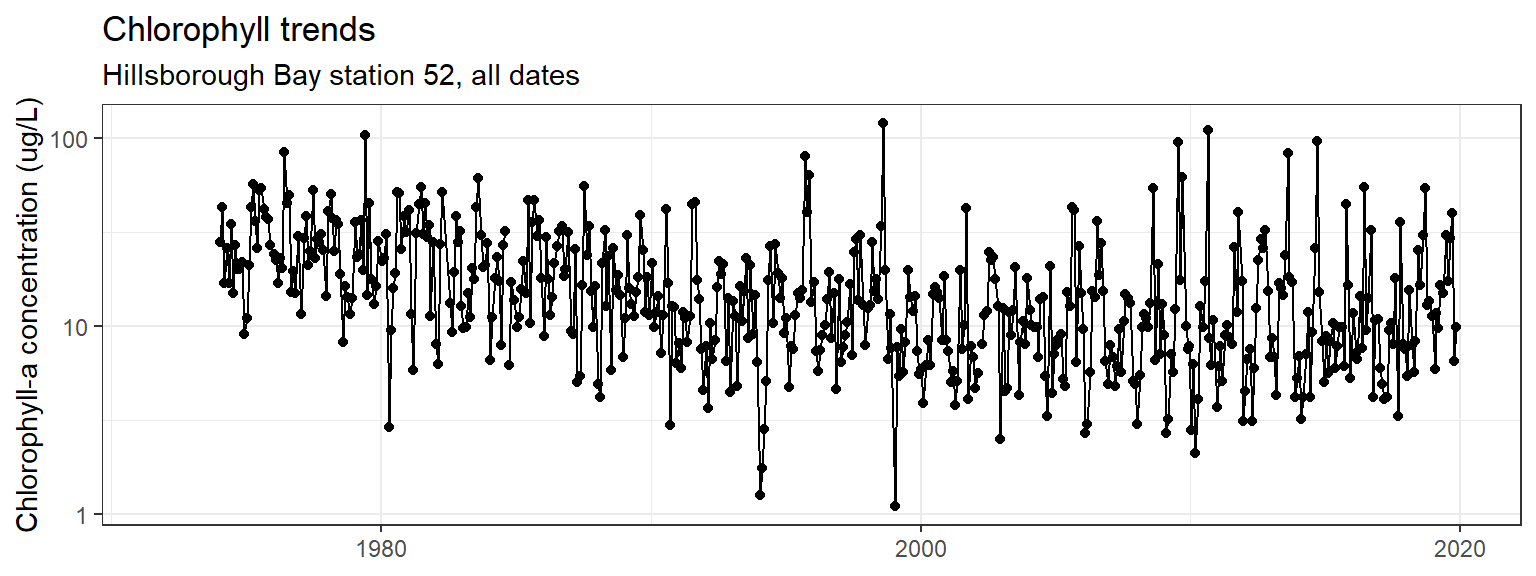 Chlorophyll trends
Hillsborough Bay station 52, all dates
Chlorophyll-a concentration (ug/L)
100
10
1
1980
2000
2020